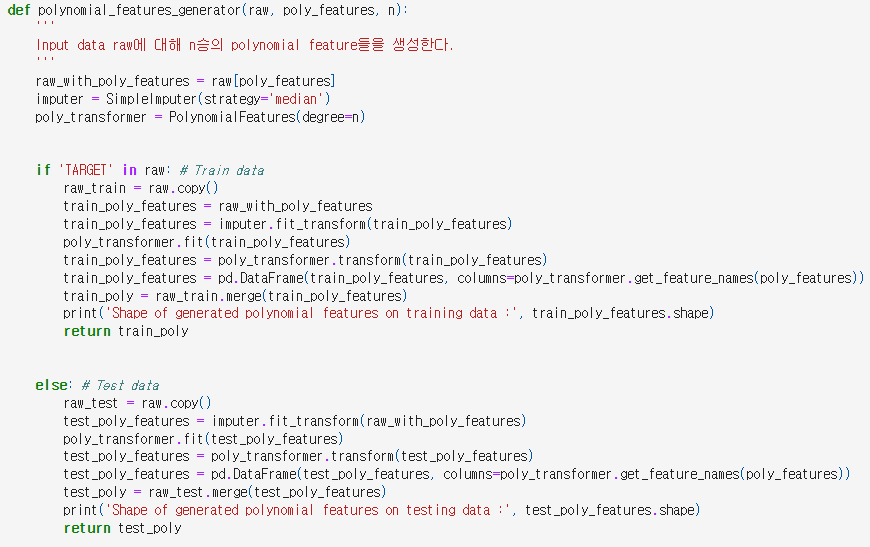 def polynomial_features_generator(raw, poly_features, n):
    '''
    Input data raw에 대해 n승의 polynomial feature들을 생성한다.
    '''
    raw_with_poly_features = raw[poly_features]
    imputer = SimpleImputer(strategy='median')
    poly_transformer = PolynomialFeatures(degree=n)
    if 'TARGET' in raw: # Train data
        raw_train = raw.copy()
        train_poly_features = raw_with_poly_features
        train_poly_features = imputer.fit_transform(train_poly_features)
        poly_transformer.fit(train_poly_features)
        train_poly_features = poly_transformer.transform(train_poly_features)
        train_poly_features = pd.DataFrame(train_poly_features, columns=poly_transformer.get_feature_names(poly_features))
        train_poly = raw_train.merge(train_poly_features)
        print('Shape of generated polynomial features on training data :', train_poly_features.shape)
        return train_poly
    else: # Test data
        raw_test = raw.copy()
        test_poly_features = imputer.fit_transform(raw_with_poly_features)
        poly_transformer.fit(test_poly_features)
        test_poly_features = poly_transformer.transform(test_poly_features)
        test_poly_features = pd.DataFrame(test_poly_features, columns=poly_transformer.get_feature_names(poly_features))
        test_poly = raw_test.merge(test_poly_features)
        print('Shape of generated polynomial features on testing data :', test_poly_features.shape)
        return test_poly